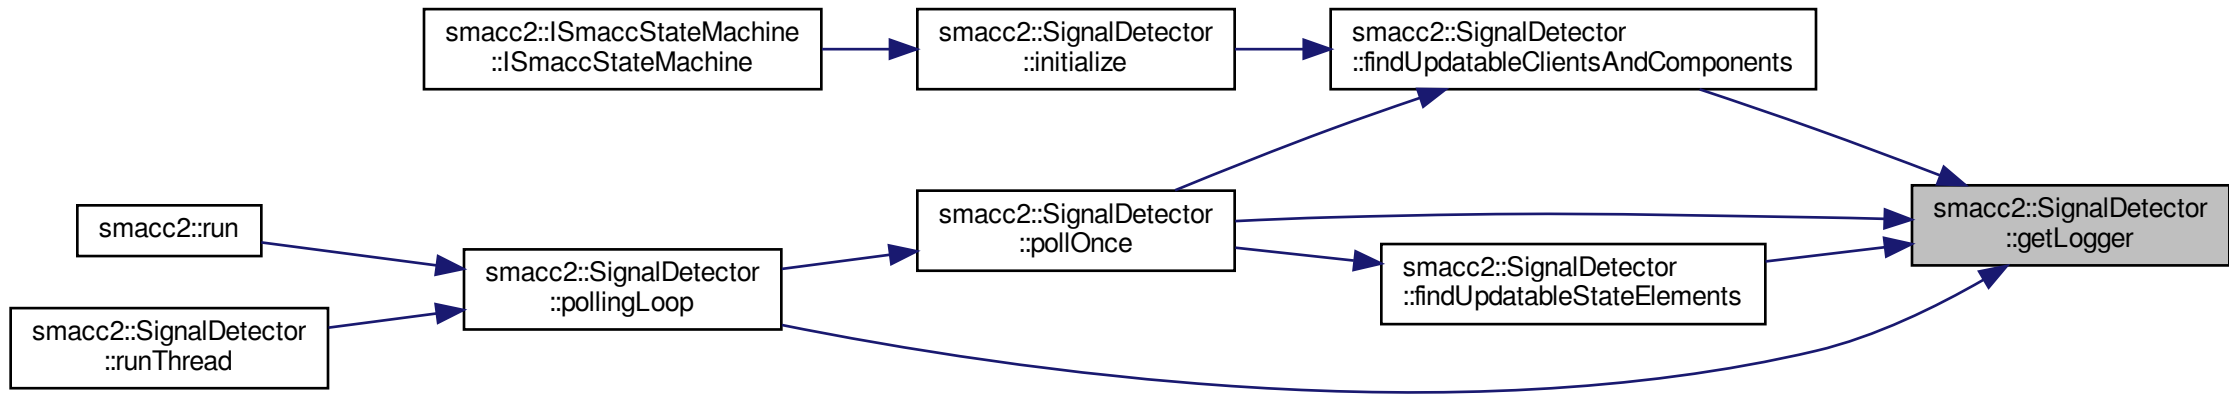 smacc2::ISmaccStateMachine
::ISmaccStateMachine
smacc2::SignalDetector
::initialize
smacc2::SignalDetector
::findUpdatableClientsAndComponents
smacc2::SignalDetector
::getLogger
smacc2::SignalDetector
::pollOnce
smacc2::SignalDetector
::findUpdatableStateElements
smacc2::run
smacc2::SignalDetector
::pollingLoop
smacc2::SignalDetector
::runThread